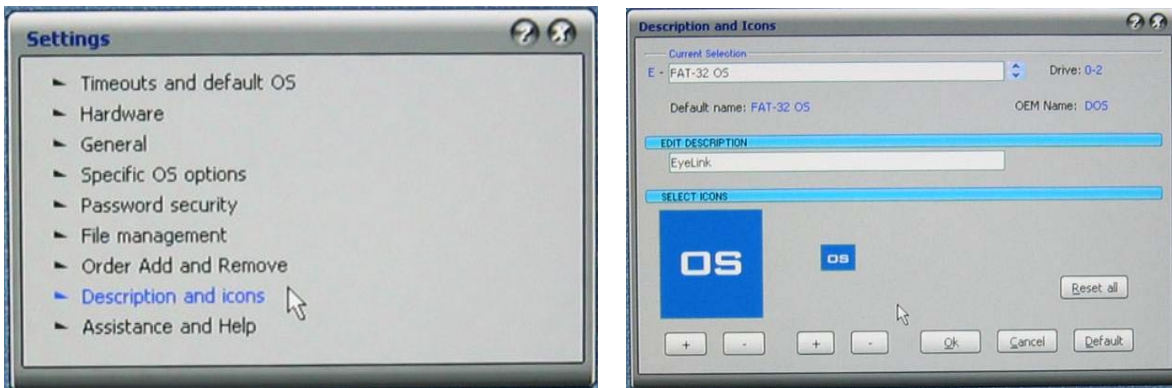 Settings
Timeouts and default OS
Hardware
General
Specific OS options
Password security
File management
Order Add and Remove
Description and icons
Assistance and Help
Description and Icons
Current Selection
E - FAT-32 OS
Drive: 0-2
Default name: FAT-32 OS
OEM Name: DOS
EDIT DESCRIPTION
EyeLink
SELECT ICONS
OS
OS
Reset all
+ - + - Ok Cancel Default